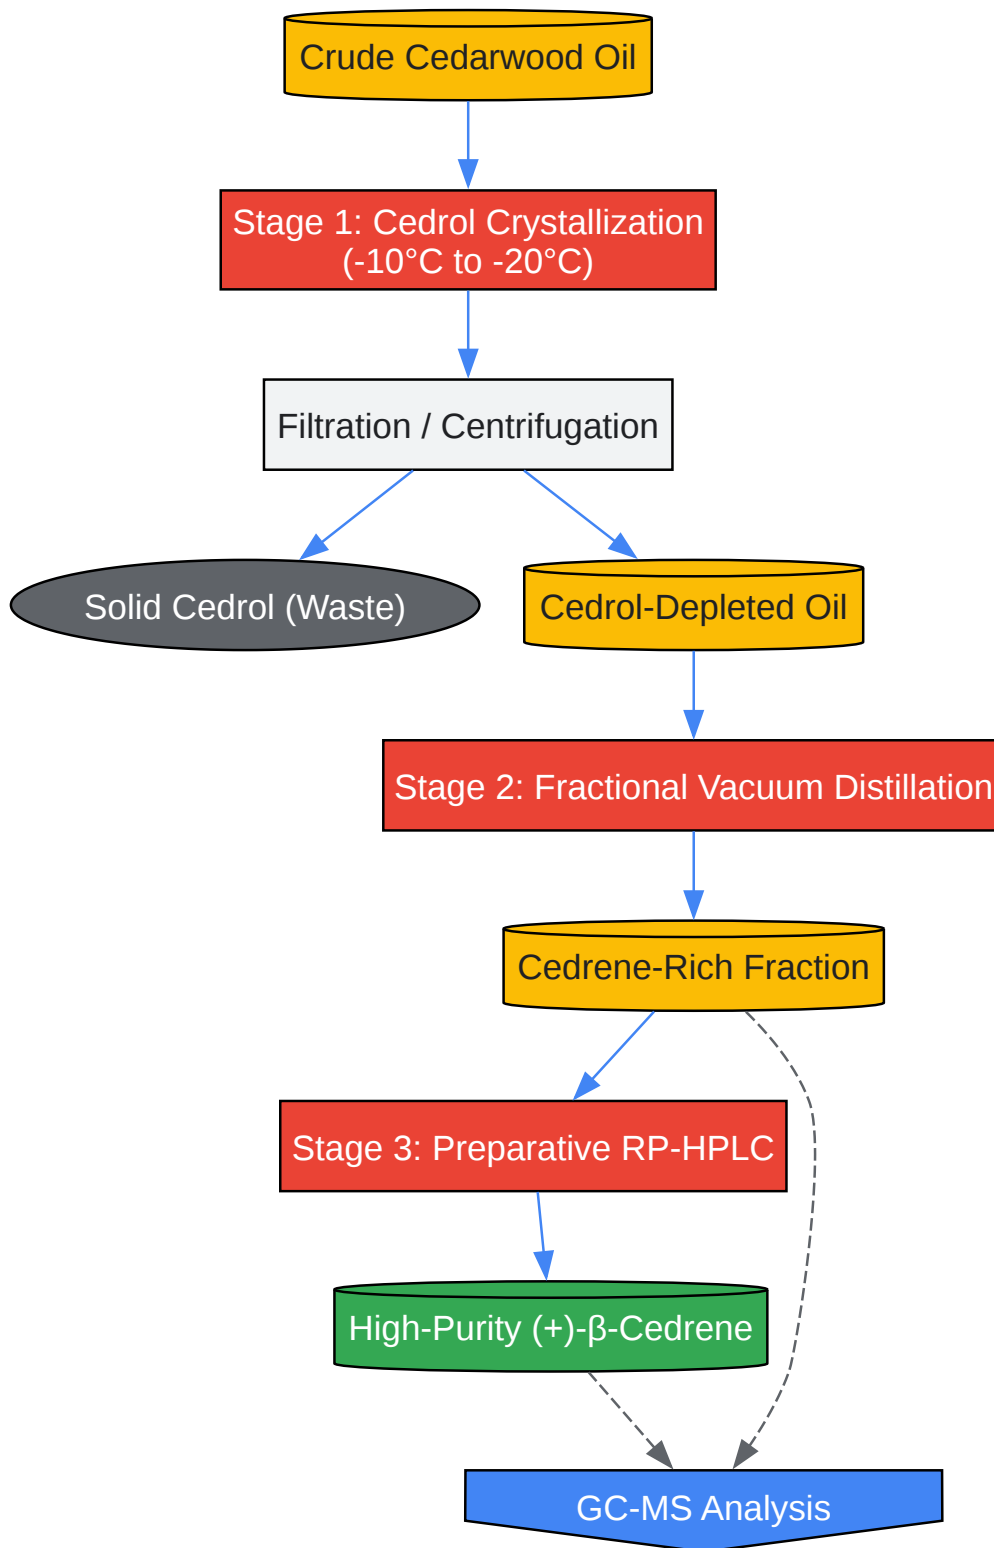 Crude Cedarwood Oil
Stage 1: Cedrol Crystallization
(-10°C to -20°C)
Filtration / Centrifugation
Solid Cedrol (Waste)
Cedrol-Depleted Oil
Stage 2: Fractional Vacuum Distillation
Cedrene-Rich Fraction
Stage 3: Preparative RP-HPLC
High-Purity (+)-β-Cedrene
GC-MS Analysis